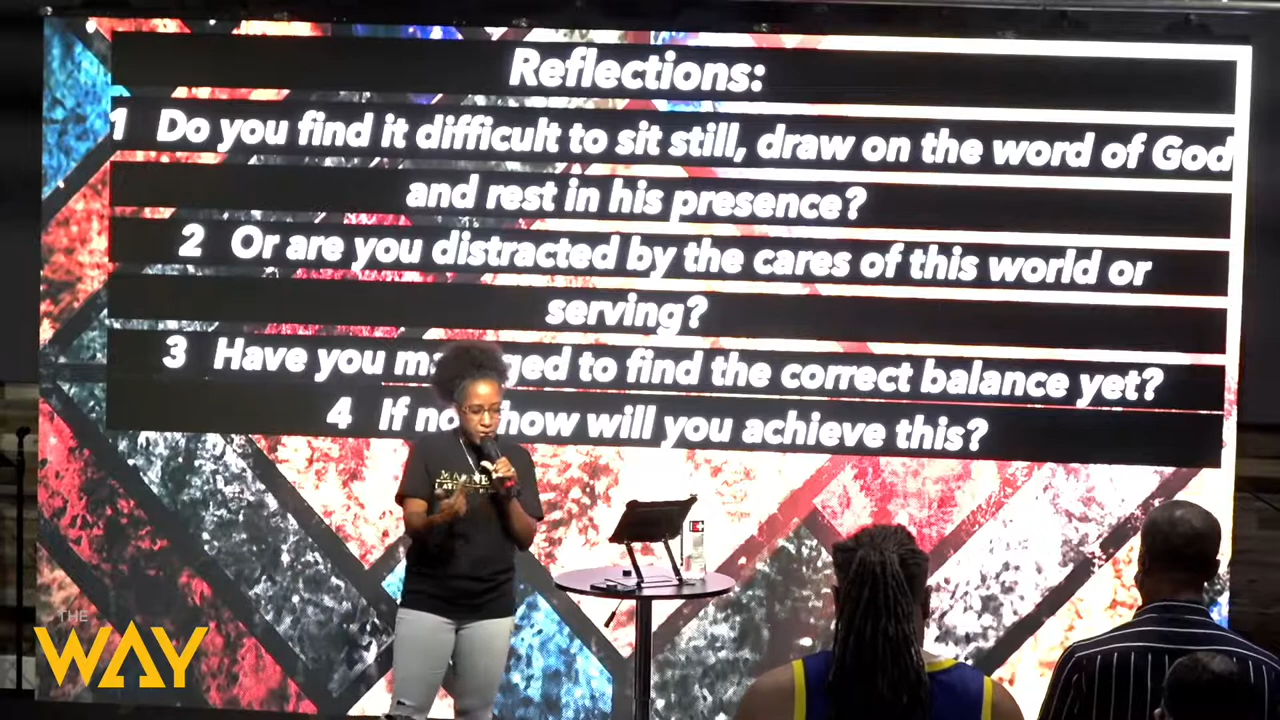 Reflections:
1 Do you find it difficult to sit still, draw on the word of God
and rest in his presence?
2 Or are you distracted by the cares of this world or
serving?
3 Have you ged to find the correct balance yet?
4 If no how will you achieve this?
THE
WAY